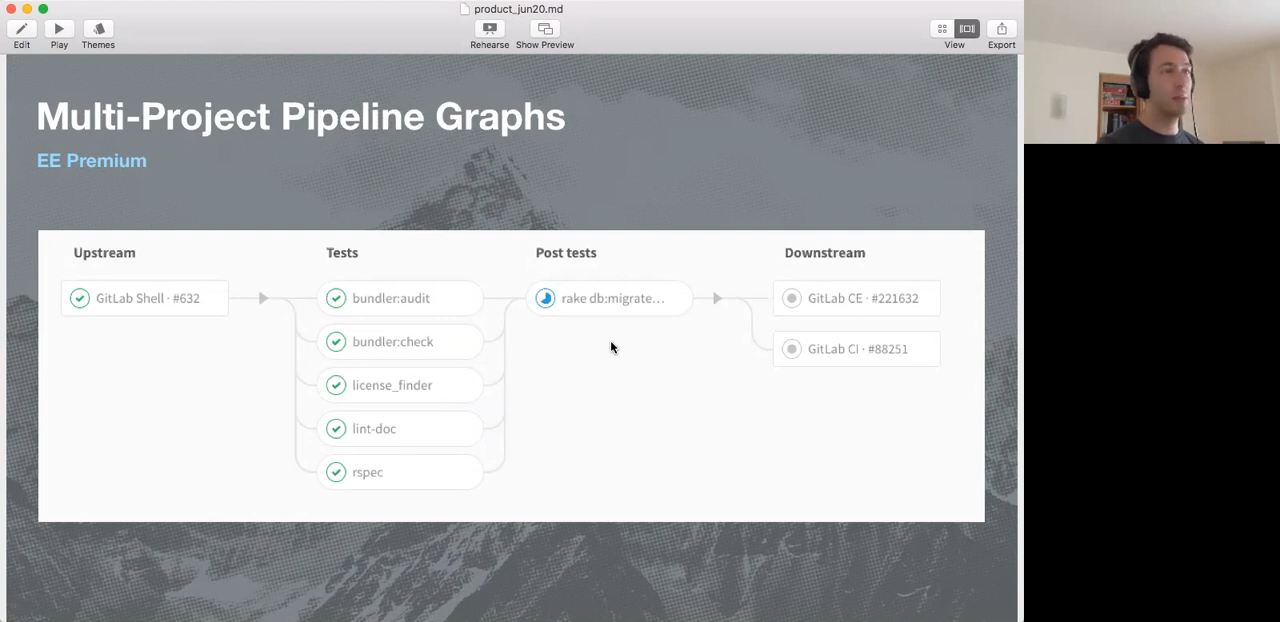 product_jun20.md
Edit Play Themes Rehearse Show Preview View Export
Multi-Project Pipeline Graphs
EE Premium
Upstream Tests Post tests Downstream
GitLab Shell · #632 bundler:audit rake db:migrate... GitLab CE · #221632
bundler:check GitLab CI · #88251
license_finder
lint-doc
rspec